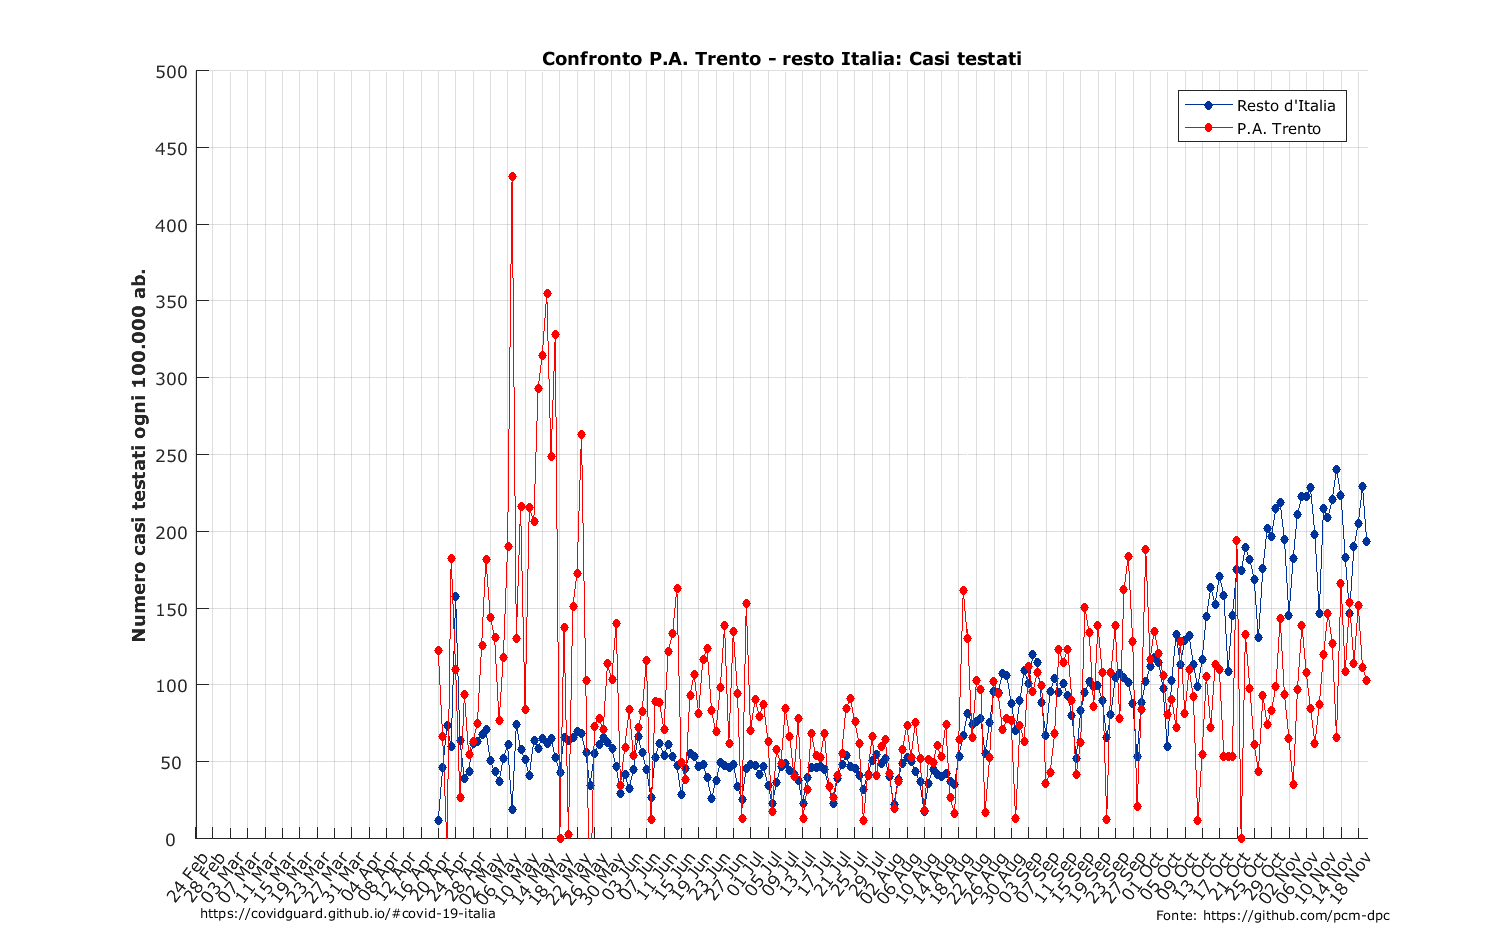 Confronto P.A. Trento - resto Italia: Casi testati
Resto d'Italia
P.A. Trento
Numero casi testati ogni 100.000 ab.
500
450
400
350
300
250
200
150
100
50
0
24 Feb
28 Feb
03 Mar
07 Mar
11 Mar
15 Mar
19 Mar
23 Mar
27 Mar
31 Mar
04 Apr
08 Apr
12 Apr
16 Apr
20 Apr
24 Apr
28 Apr
02 May
06 May
10 May
14 May
18 May
22 May
26 May
30 May
03 Jun
07 Jun
11 Jun
15 Jun
19 Jun
23 Jun
27 Jun
01 Jul
05 Jul
09 Jul
13 Jul
17 Jul
21 Jul
25 Jul
29 Jul
02 Aug
06 Aug
10 Aug
14 Aug
18 Aug
22 Aug
26 Aug
30 Aug
03 Sep
07 Sep
11 Sep
15 Sep
19 Sep
23 Sep
27 Sep
01 Oct
05 Oct
09 Oct
13 Oct
17 Oct
21 Oct
25 Oct
29 Oct
02 Nov
06 Nov
10 Nov
14 Nov
18 Nov
https://covidguard.github.io/#covid-19-italia
Fonte: https://github.com/pcm-dpc